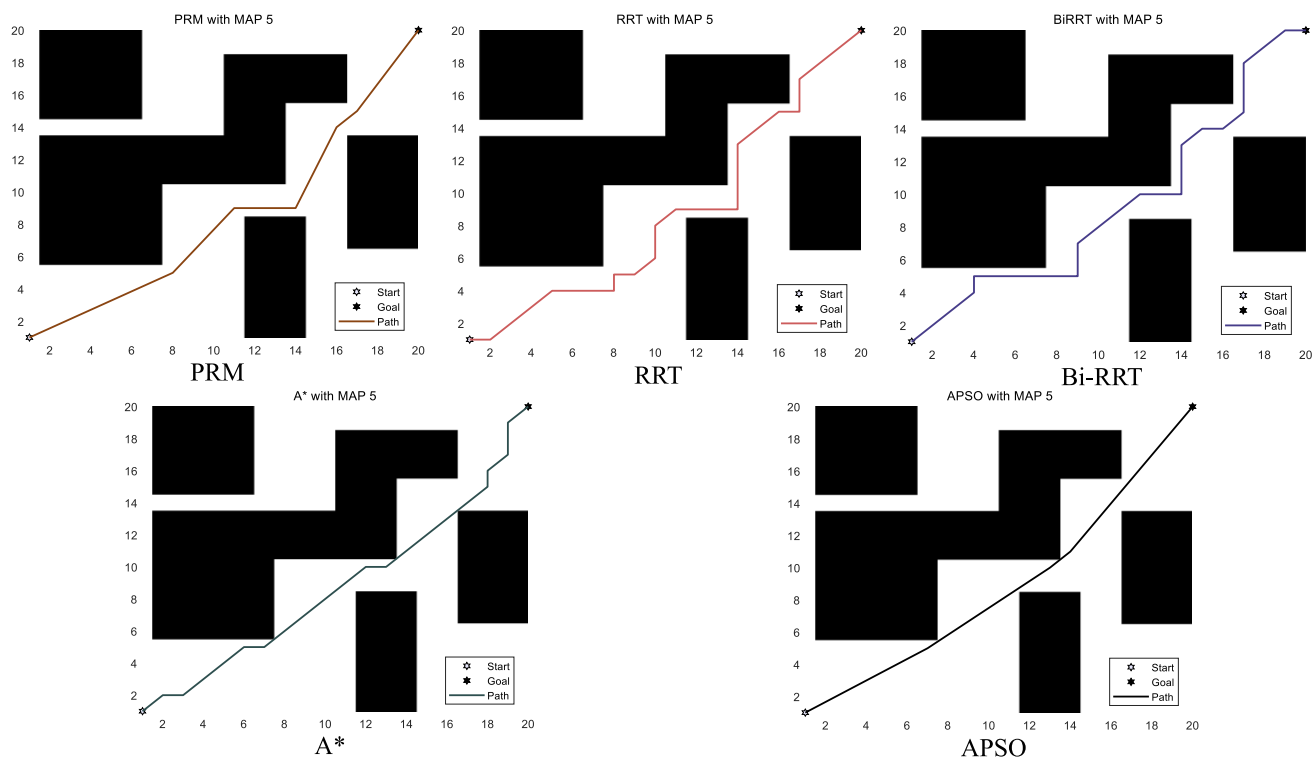 PRM with MAP 5
20
18
16
14
12
10
8
6
4
2
2 4 6 8 10 12 14 16 18 20
Start
Goal
Path
PRM
RRT with MAP 5
20
18
16
14
12
10
8
6
4
2
2 4 6 8 10 12 14 16 18 20
Start
Goal
Path
RRT
BiRRT with MAP 5
20
18
16
14
12
10
8
6
4
2
2 4 6 8 10 12 14 16 18 20
Start
Goal
Path
Bi-RRT
A* with MAP 5
20
18
16
14
12
10
8
6
4
2
2 4 6 8 10 12 14 16 18 20
Start
Goal
Path
A*
APSO with MAP 5
20
18
16
14
12
10
8
6
4
2
2 4 6 8 10 12 14 16 18 20
Start
Goal
Path
APSO